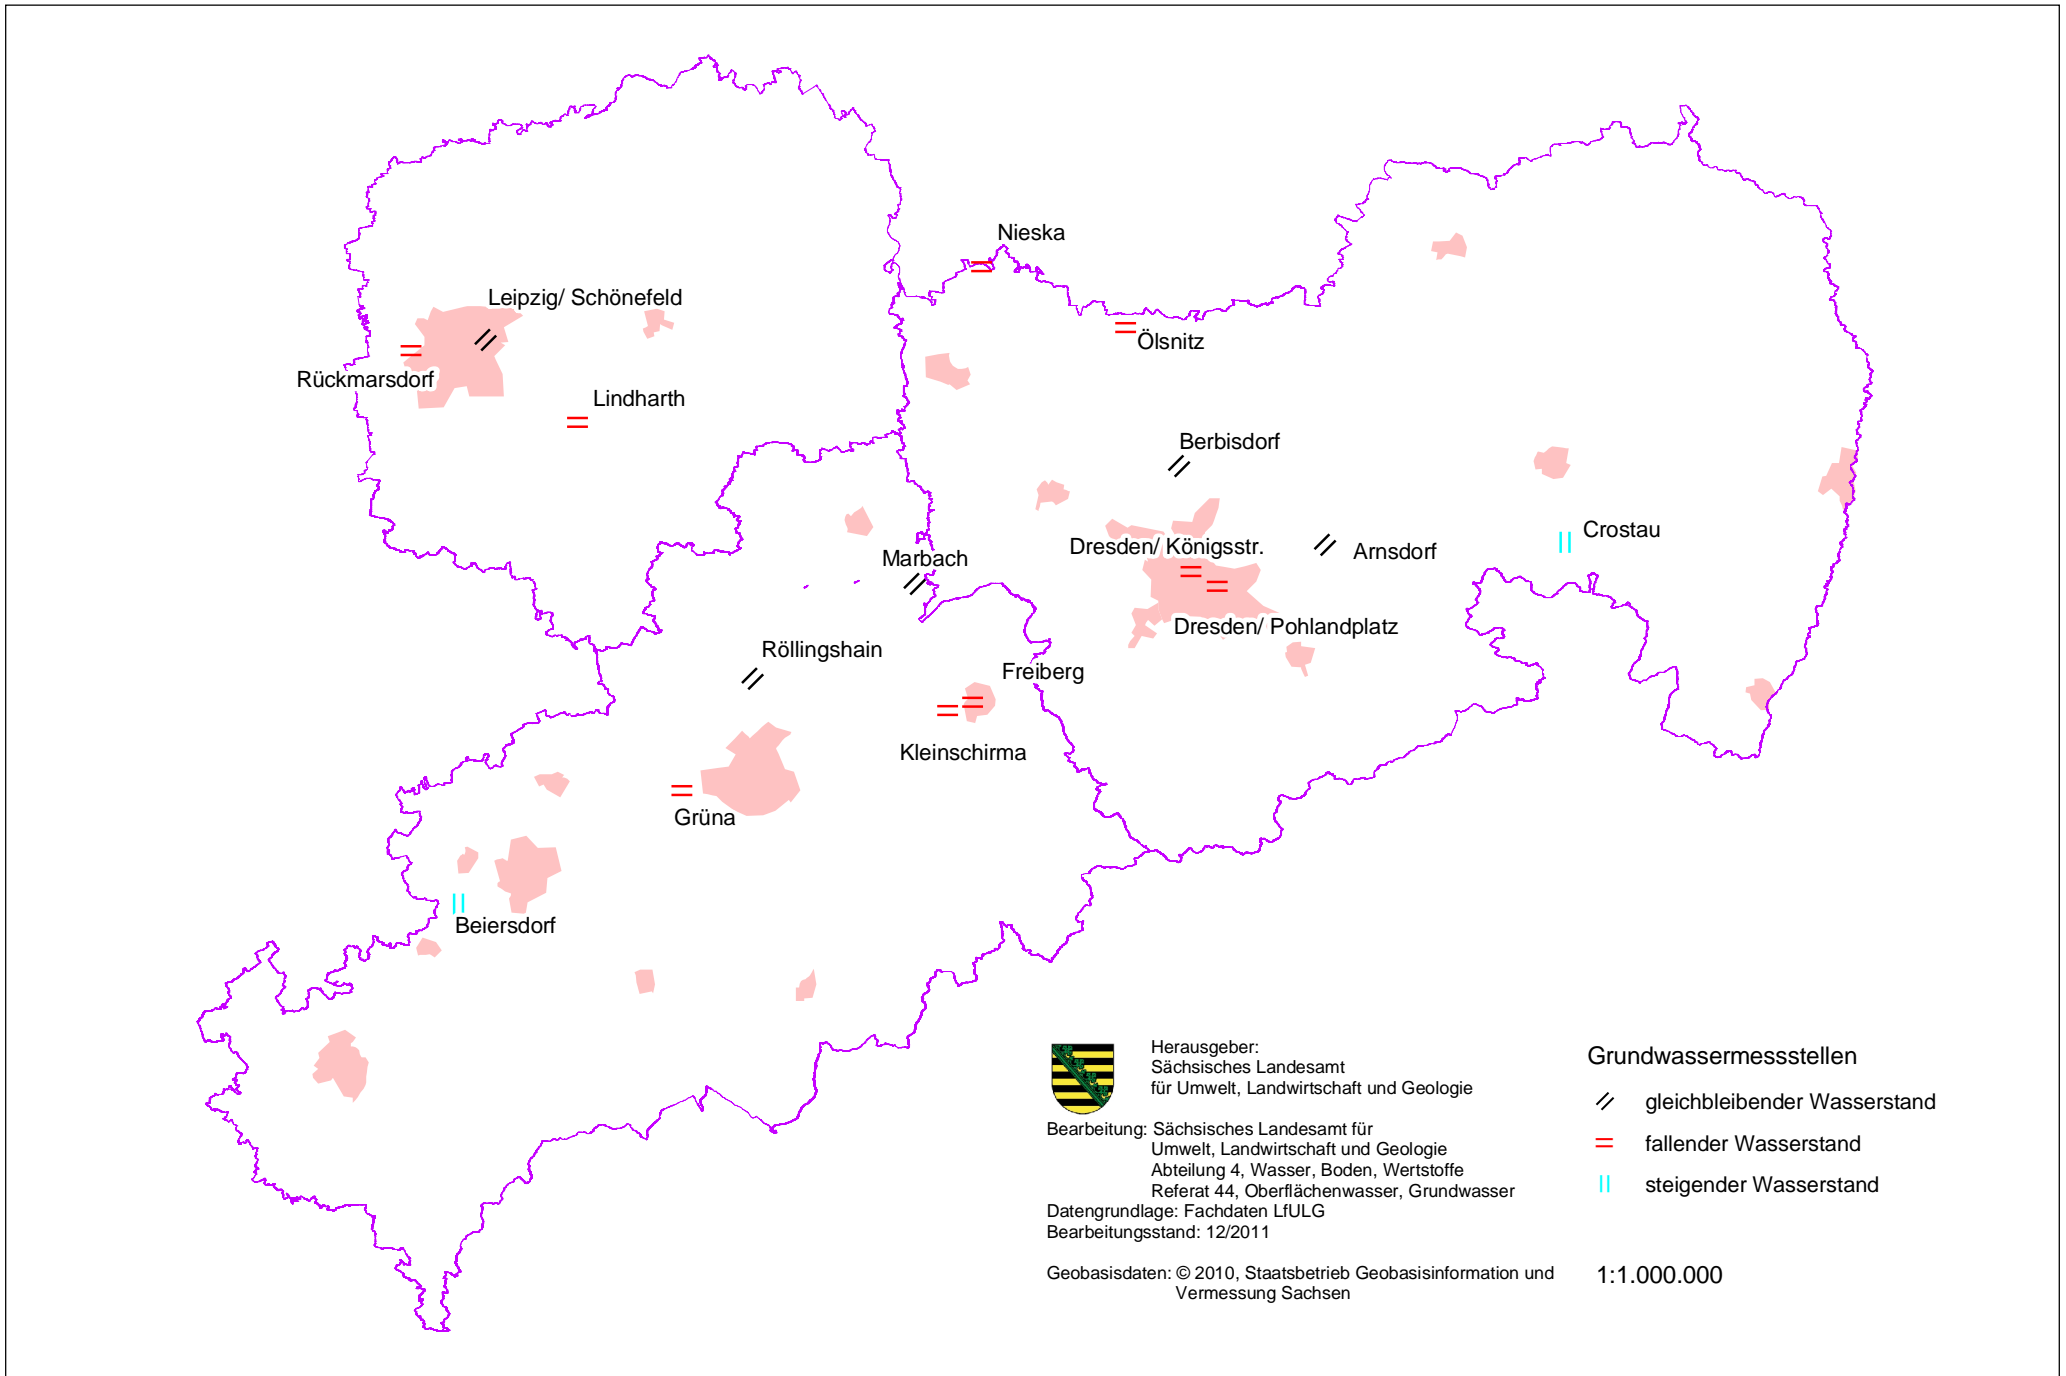 Nieska
Leipzig/ Schönefeld
Ölsnitz
Rückmarsdorf
Lindharth
Berbisdorf
Crostau
Dresden/ Königsstr.
Arnsdorf
Marbach
Dresden/ Pohlandplatz
Röllingshain
Freiberg
Kleinschirma
Grüna
Beiersdorf
Herausgeber:
Sächsisches Landesamt
für Umwelt, Landwirtschaft und Geologie
Bearbeitung: Sächsisches Landesamt für
Umwelt, Landwirtschaft und Geologie
Abteilung 4, Wasser, Boden, Wertstoffe
Referat 44, Oberflächenwasser, Grundwasser
Datengrundlage: Fachdaten LfULG
Bearbeitungsstand: 12/2011
Geobasisdaten: © 2010, Staatsbetrieb Geobasisinformation und
Vermessung Sachsen
Grundwassermessstellen
gleichbleibender Wasserstand
fallender Wasserstand
steigender Wasserstand
1:1.000.000